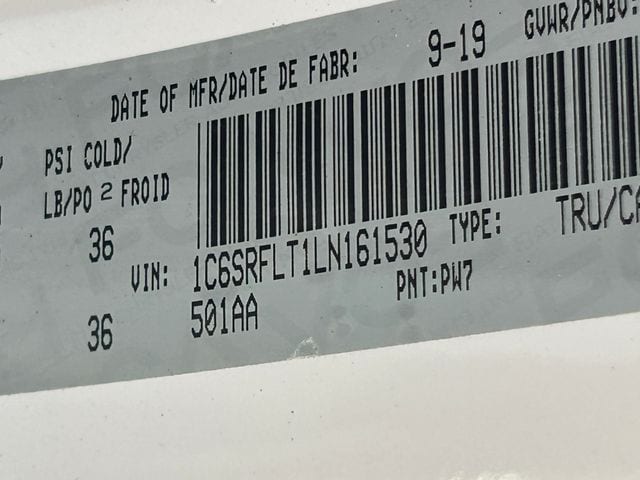 DATE OF MFR/DATE DE FABR: 9-19 GVWR/PNBV:
PSI COLD/
LB/PO 2 FROID
36
VIN: 1C6SRFLT1LN161530 TYPE: TRU/CA
36 501AA PNT:PW7